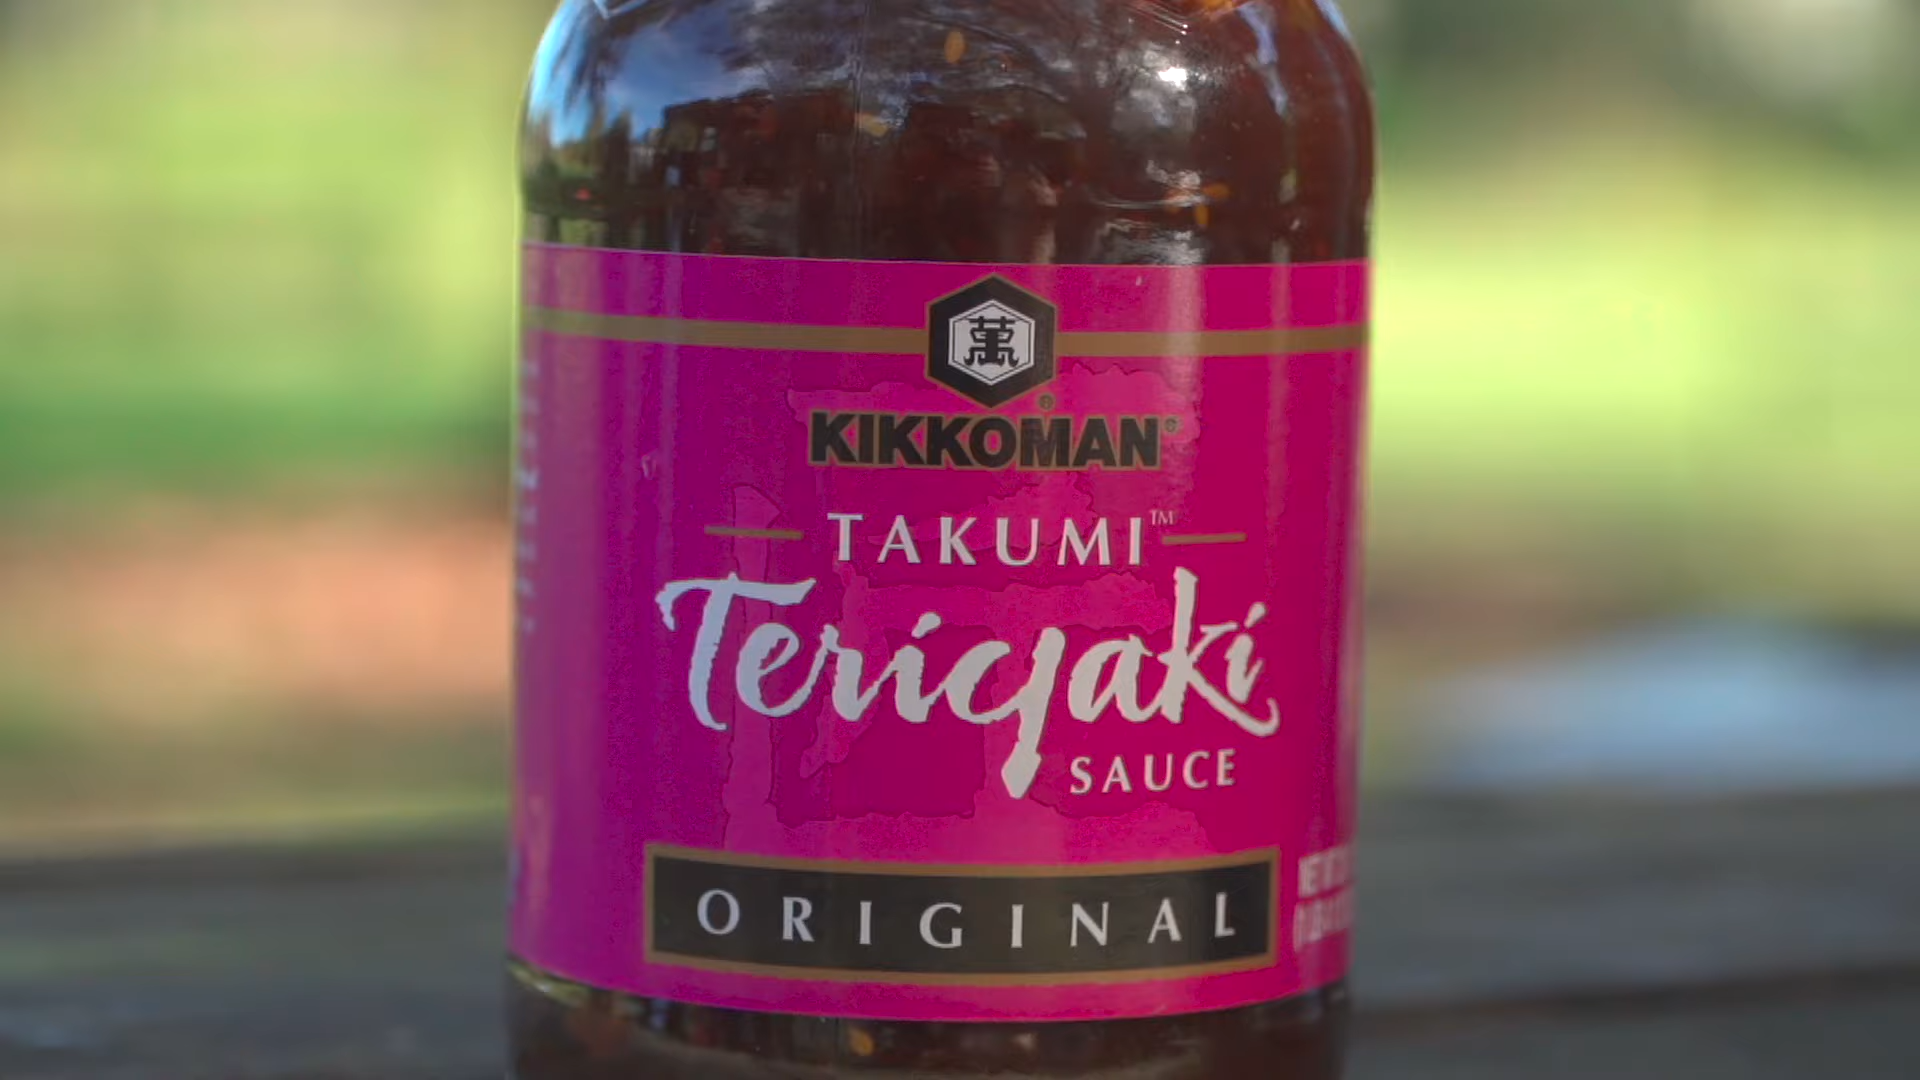 萬
KIKKOMAN®
TAKUMI™
Teriyaki
SAUCE
ORIGINAL